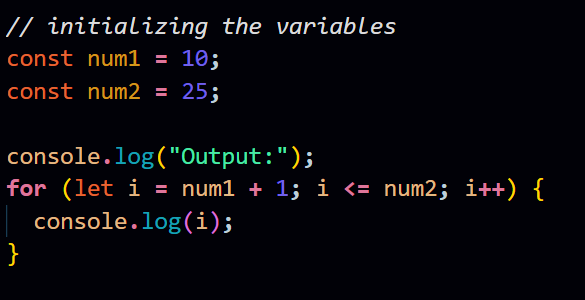 // initializing the variables
const num1 = 10;
const num2 = 25;

console.log("Output:");
for (let i = num1 + 1; i <= num2; i++) {
  console.log(i);
}